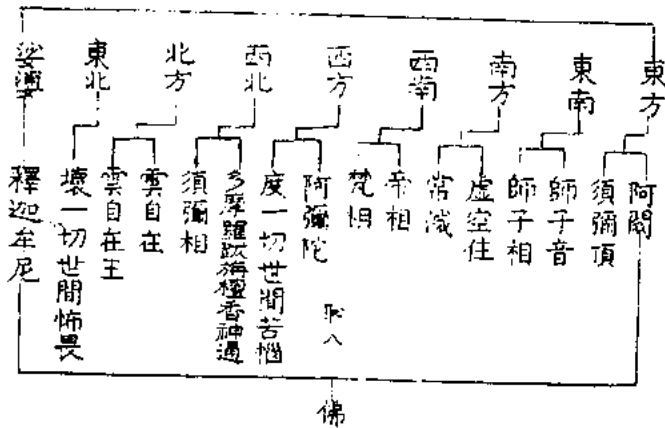 東方
阿閦
須彌頂
東南
師子音
師子相
南方
虛空住
常滅
西南
帝相
梵相
西方
阿彌陀
度一切世間苦惱
西北
多摩羅跋栴檀香神通
須彌相
北方
雲自在
雲自在王
東北
壞一切世間怖畏
娑婆
釋迦牟尼
佛